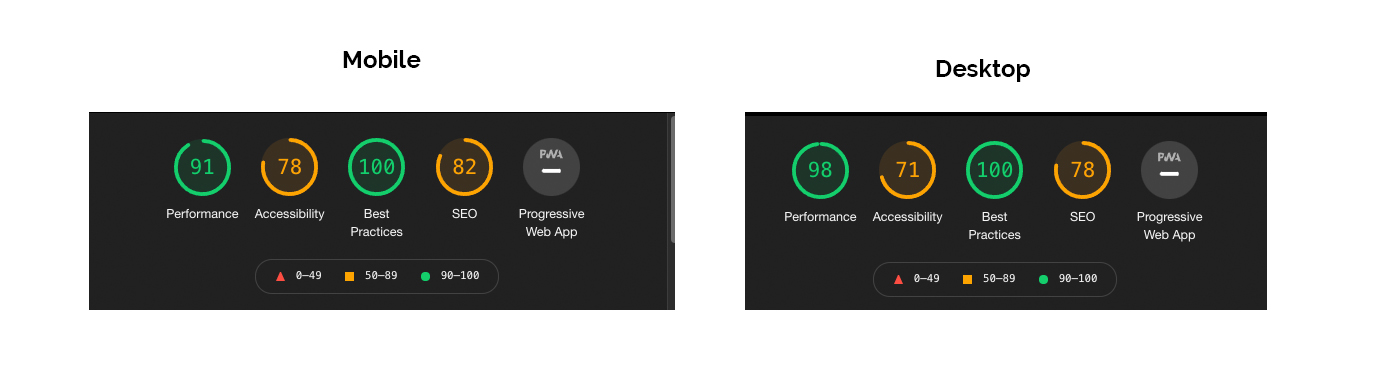 Mobile
91 78 100 82 PWA
Performance Accessibility Best Practices SEO Progressive Web App
0–49 50–89 90–100
Desktop
98 71 100 78 PWA
Performance Accessibility Best Practices SEO Progressive Web App
0–49 50–89 90–100